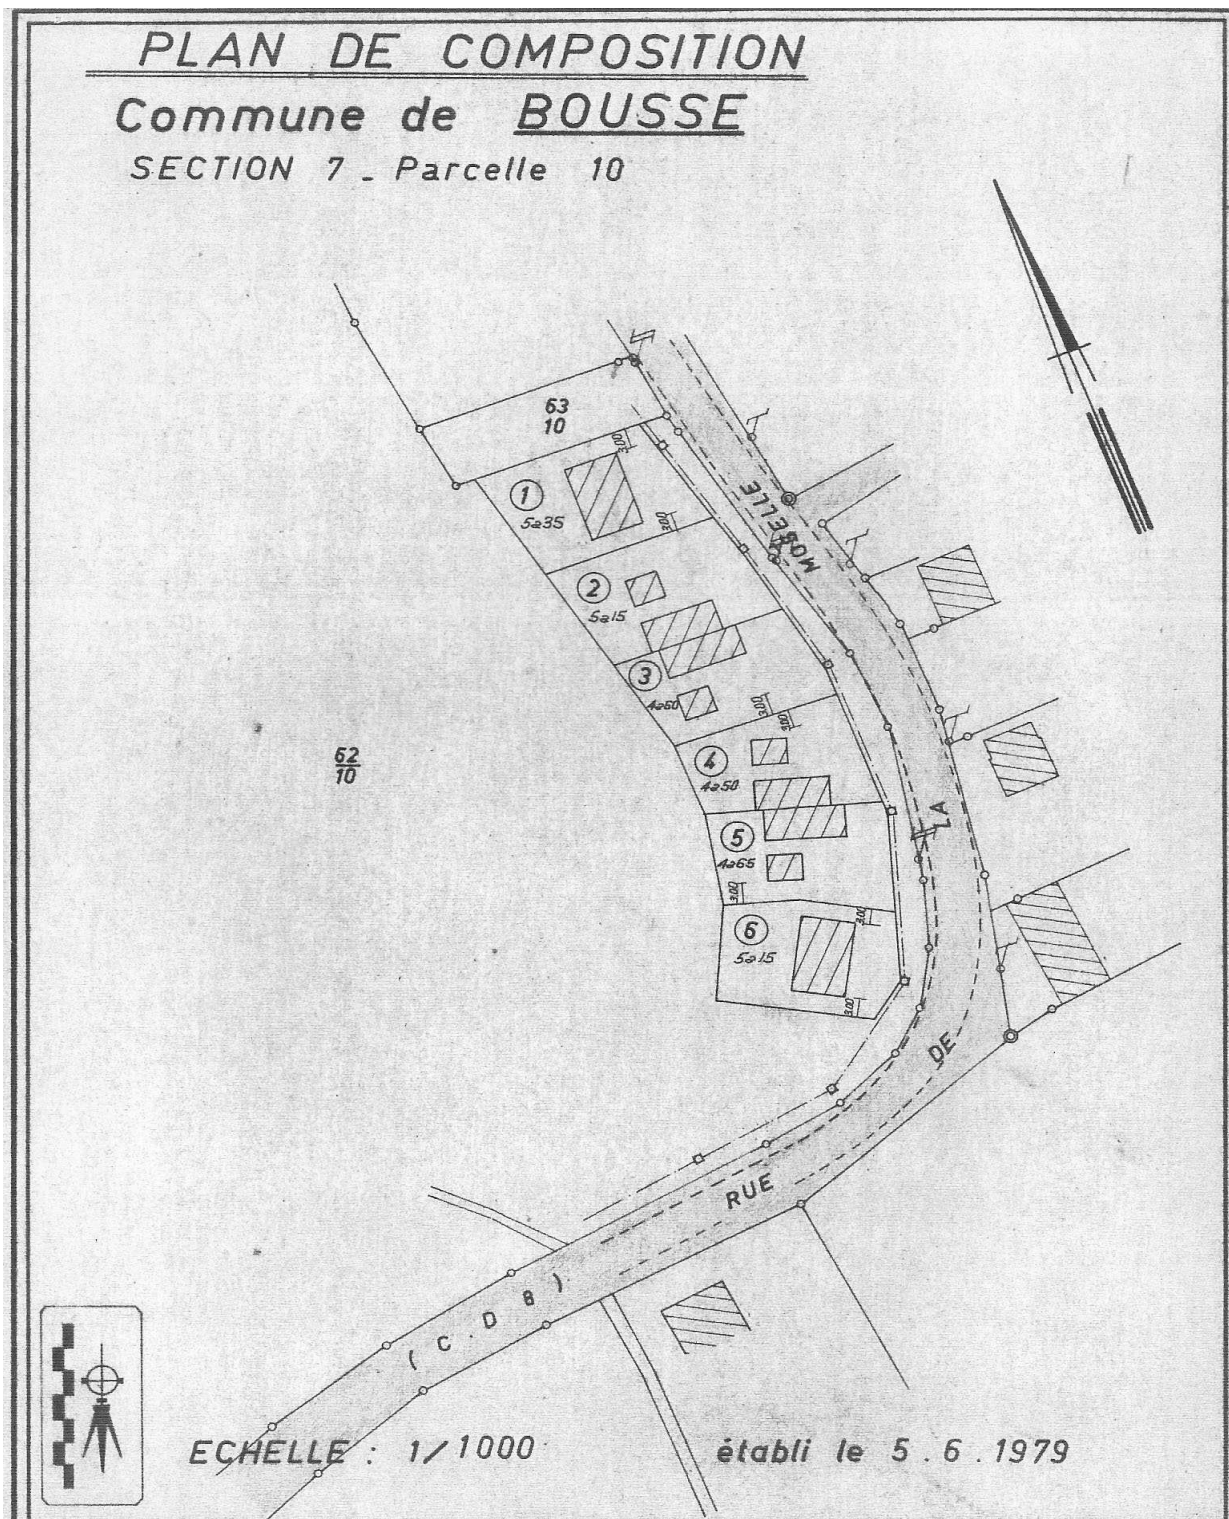 PLAN DE COMPOSITION
Commune de BOUSSE
SECTION 7 - Parcelle 10
63
10
3.00
1
5a35
3.00
MOSELLE
2
5a15
3
4a60
3.00
3.00
62
10
4
4a50
LA
5
4a65
3.00
3.00
6
5a15
3.00
DE
RUE
( C. D 8 )
ECHELLE : 1/1000
établi le 5.6.1979